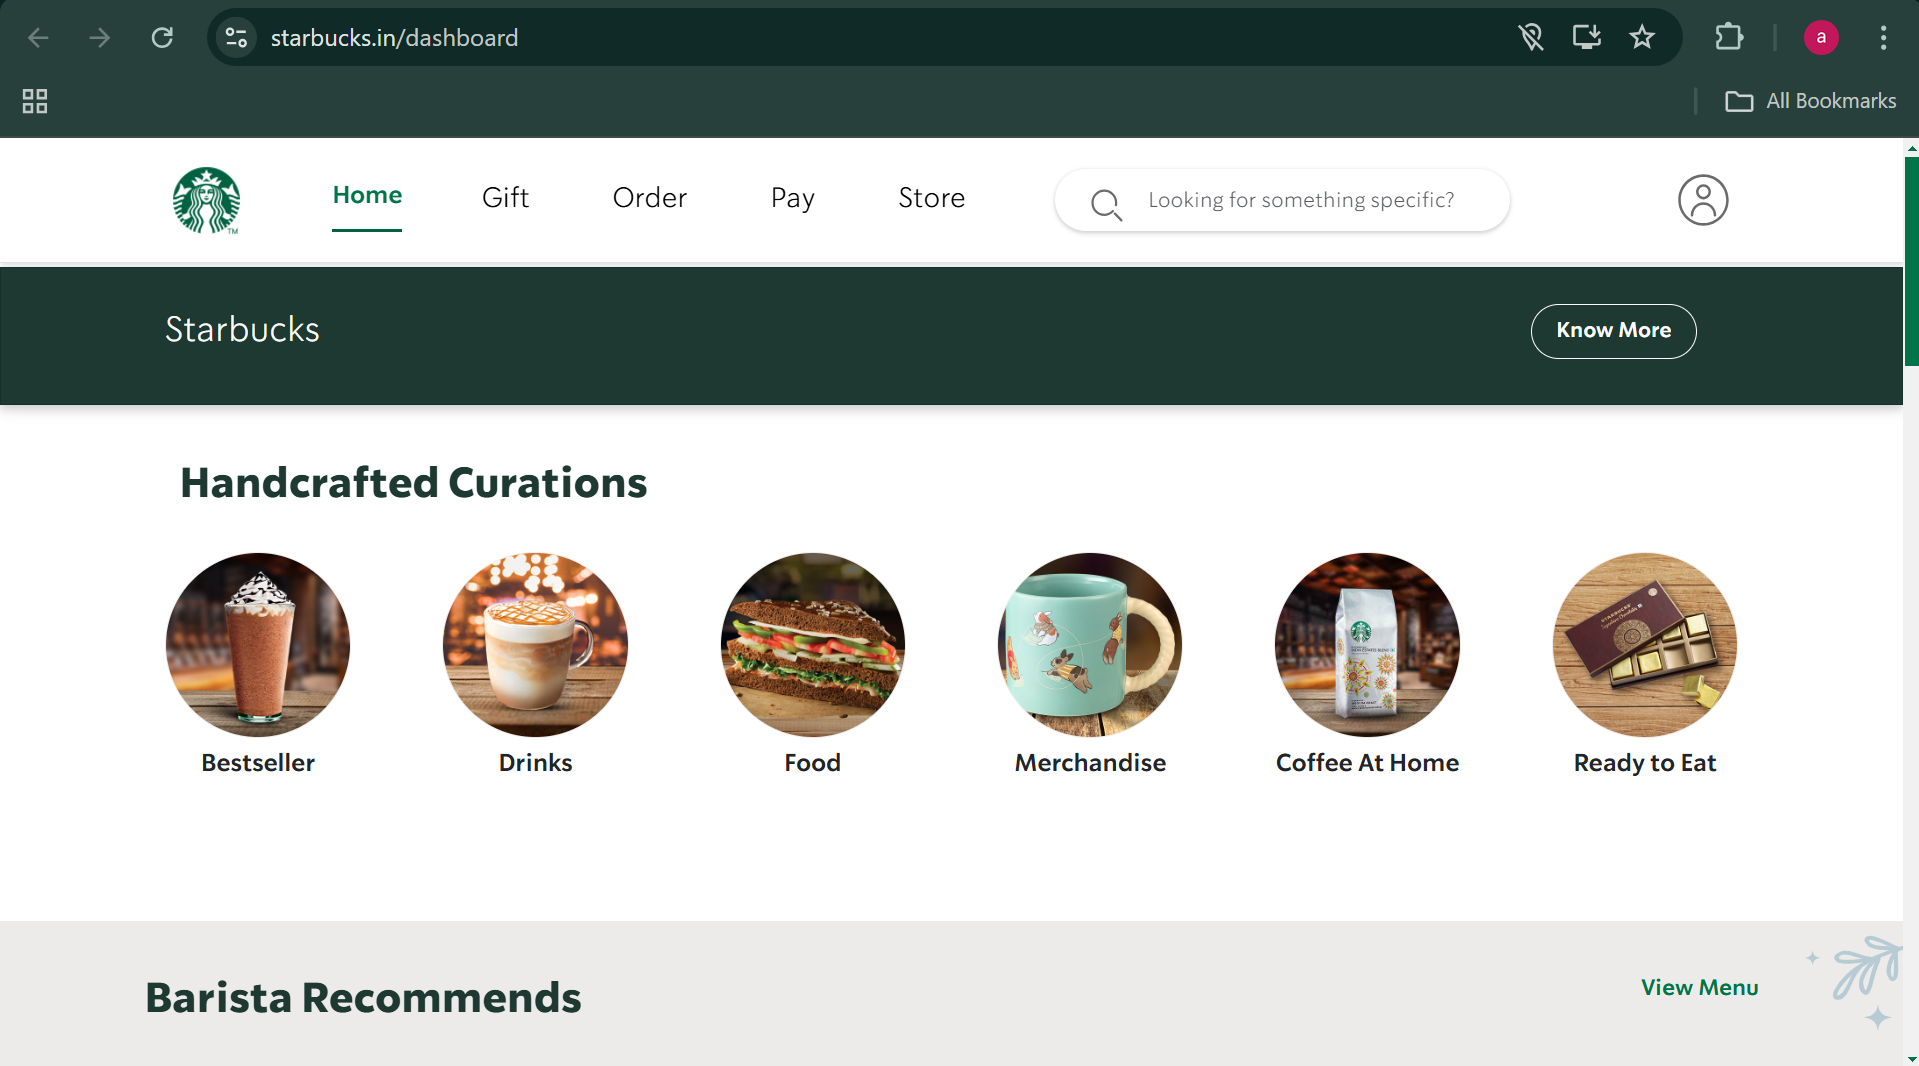 starbucks.in/dashboard
a
All Bookmarks
Home
Gift
Order
Pay
Store
Looking for something specific?
TM
Starbucks
Know More
Handcrafted Curations
Bestseller
Drinks
Food
Merchandise
Coffee At Home
Ready to Eat
Barista Recommends
View Menu